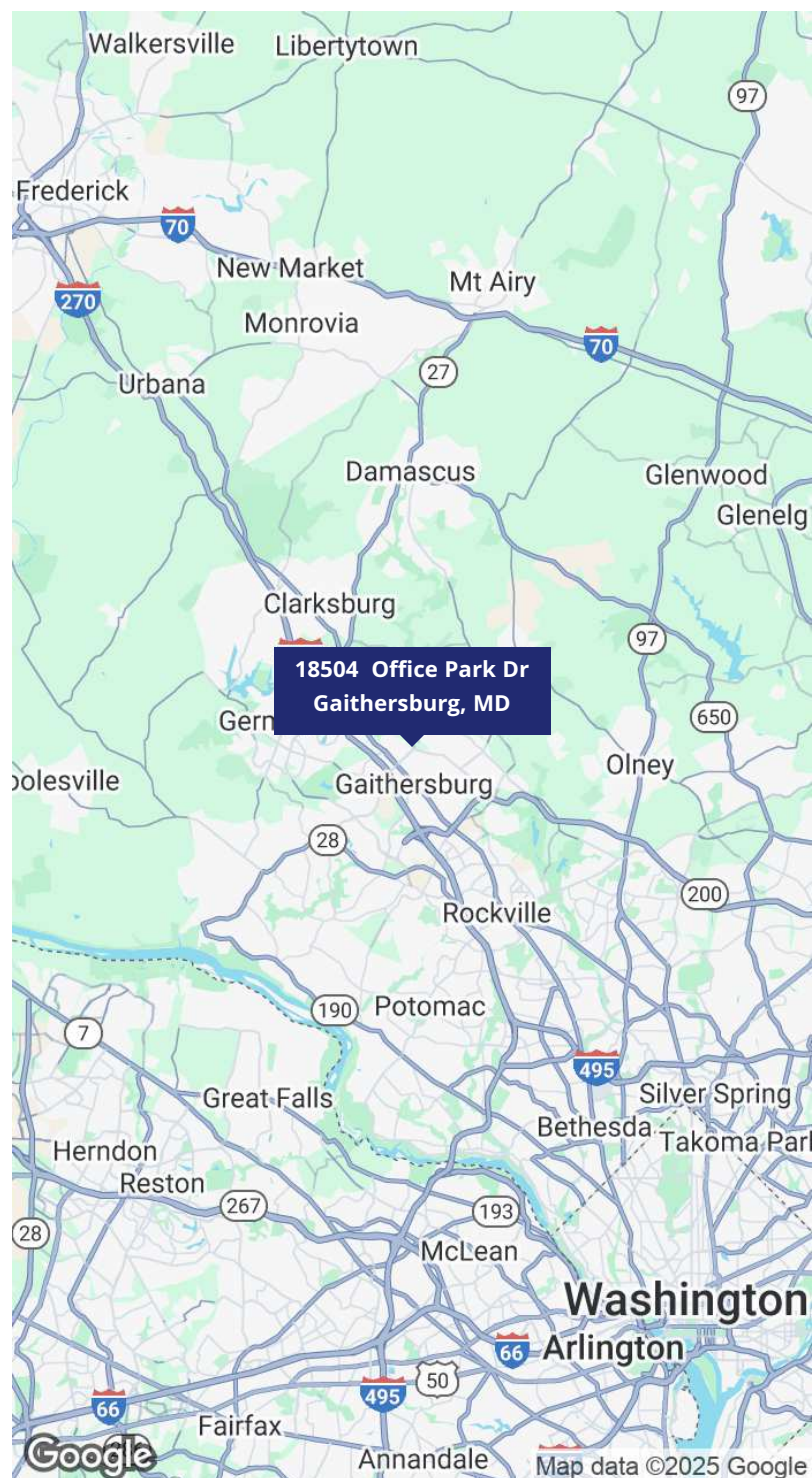 Walkersville
Libertytown
97
Frederick
70
New Market
Mt Airy
270
Monrovia
70
27
Urbana
Damascus
Glenwood
Glenelg
Clarksburg
97
18504 Office Park Dr
Gaithersburg, MD
Germ
650
Olney
oolesville
Gaithersburg
28
200
Rockville
190
Potomac
7
495
Great Falls
Silver Spring
Bethesda
Takoma Park
Herndon
Reston
267
193
28
McLean
Washington
Arlington
66
50
495
66
Fairfax
Annandale
Google
Map data ©2025 Google